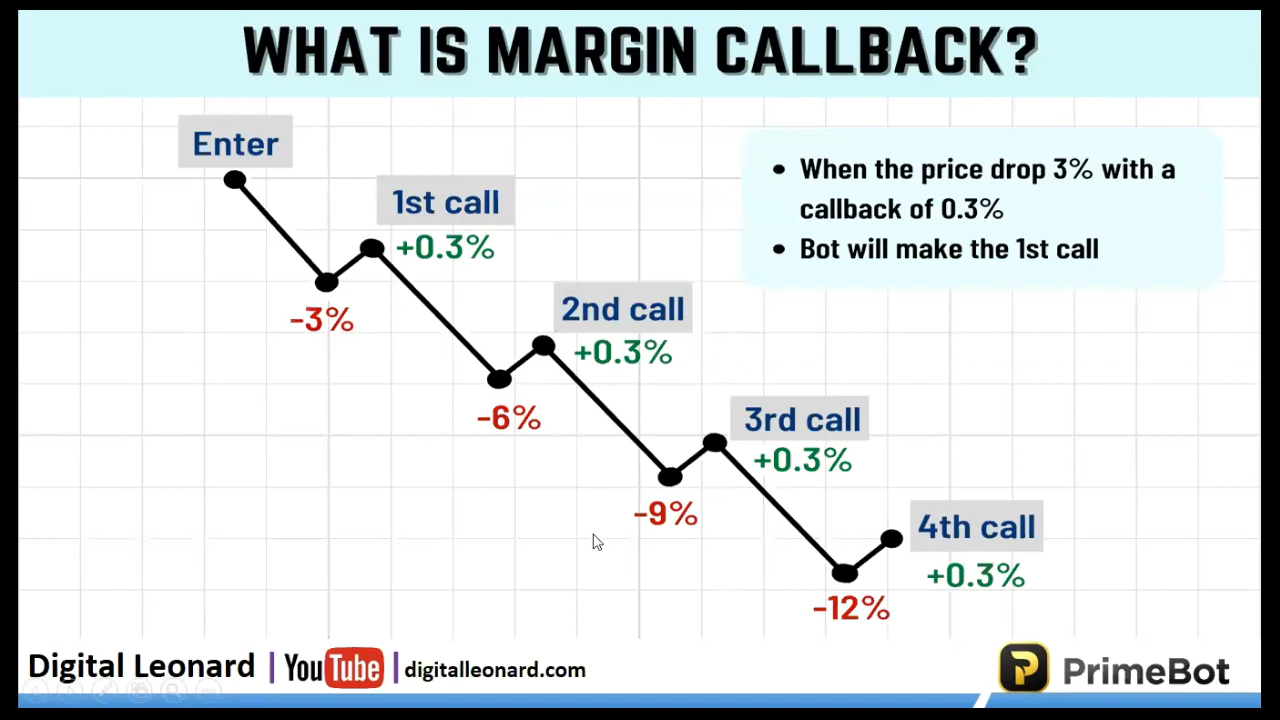 WHAT IS MARGIN CALLBACK?
Enter
1st call
+0.3%
-3%
• When the price drop 3% with a
callback of 0.3%
• Bot will make the 1st call
2nd call
+0.3%
-6%
3rd call
+0.3%
-9%
4th call
+0.3%
-12%
Digital Leonard | YouTube | digitalleonard.com
PrimeBot